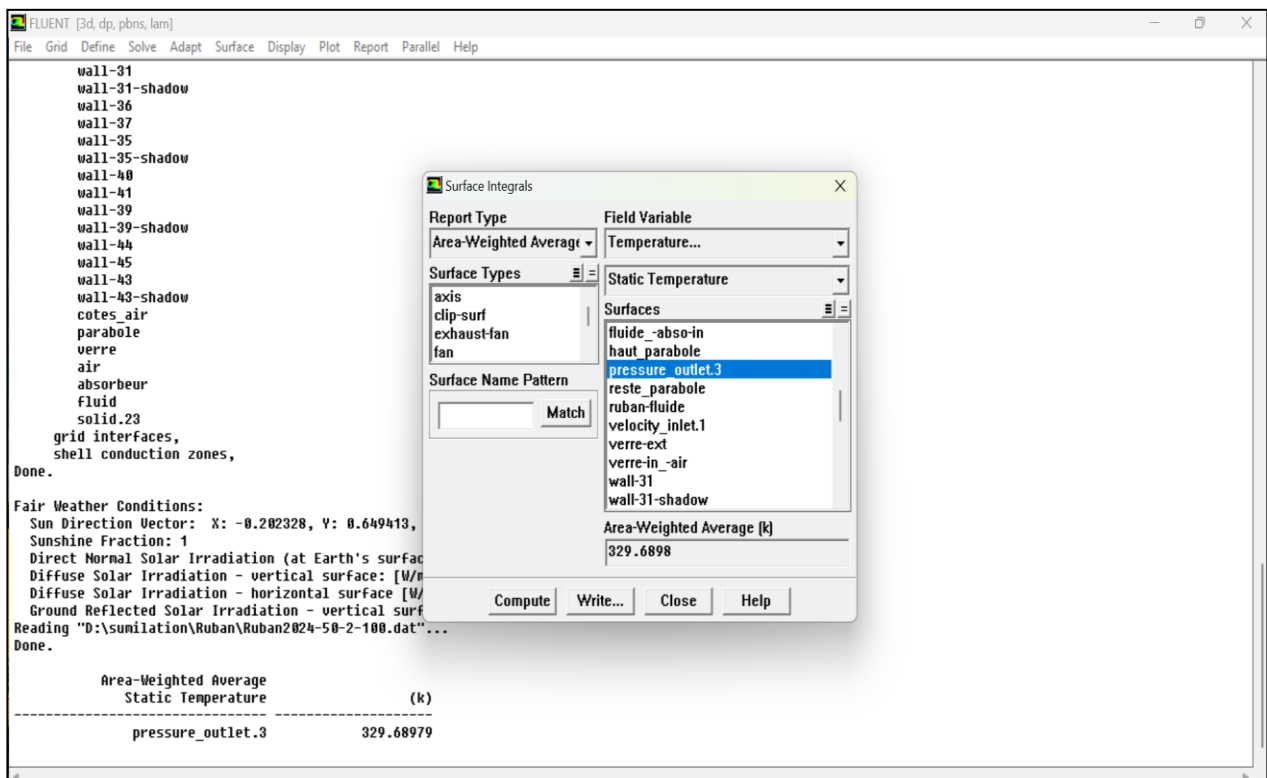 FLUENT [3d, dp, pbns, lam]
File Grid Define Solve Adapt Surface Display Plot Report Parallel Help
wall-31
wall-31-shadow
wall-36
wall-37
wall-35
wall-35-shadow
wall-40
wall-41
wall-39
wall-39-shadow
wall-44
wall-45
wall-43
wall-43-shadow
cotes_air
parabole
verre
air
absorbeur
fluid
solid.23
grid interfaces,
shell conduction zones,
Done.
Fair Weather Conditions:
Sun Direction Vector: X: -0.202328, Y: 0.649413,
Sunshine Fraction: 1
Direct Normal Solar Irradiation (at Earth's surfac
Diffuse Solar Irradiation - vertical surface: [W/m
Diffuse Solar Irradiation - horizontal surface [W/
Ground Reflected Solar Irradiation - vertical surf
Reading "D:\sumilation\Ruban\Ruban2024-50-2-100.dat"...
Done.
Area-Weighted Average
Static Temperature (k)
-------------------------------- --------------------
pressure_outlet.3 329.68979
Surface Integrals
Report Type
Area-Weighted Average
Surface Types
axis
clip-surf
exhaust-fan
fan
Surface Name Pattern
Match
Field Variable
Temperature...
Static Temperature
Surfaces
fluide_-abso-in
haut_parabole
pressure_outlet.3
reste_parabole
ruban-fluide
velocity_inlet.1
verre-ext
verre-in_-air
wall-31
wall-31-shadow
Area-Weighted Average (k)
329.6898
Compute Write... Close Help